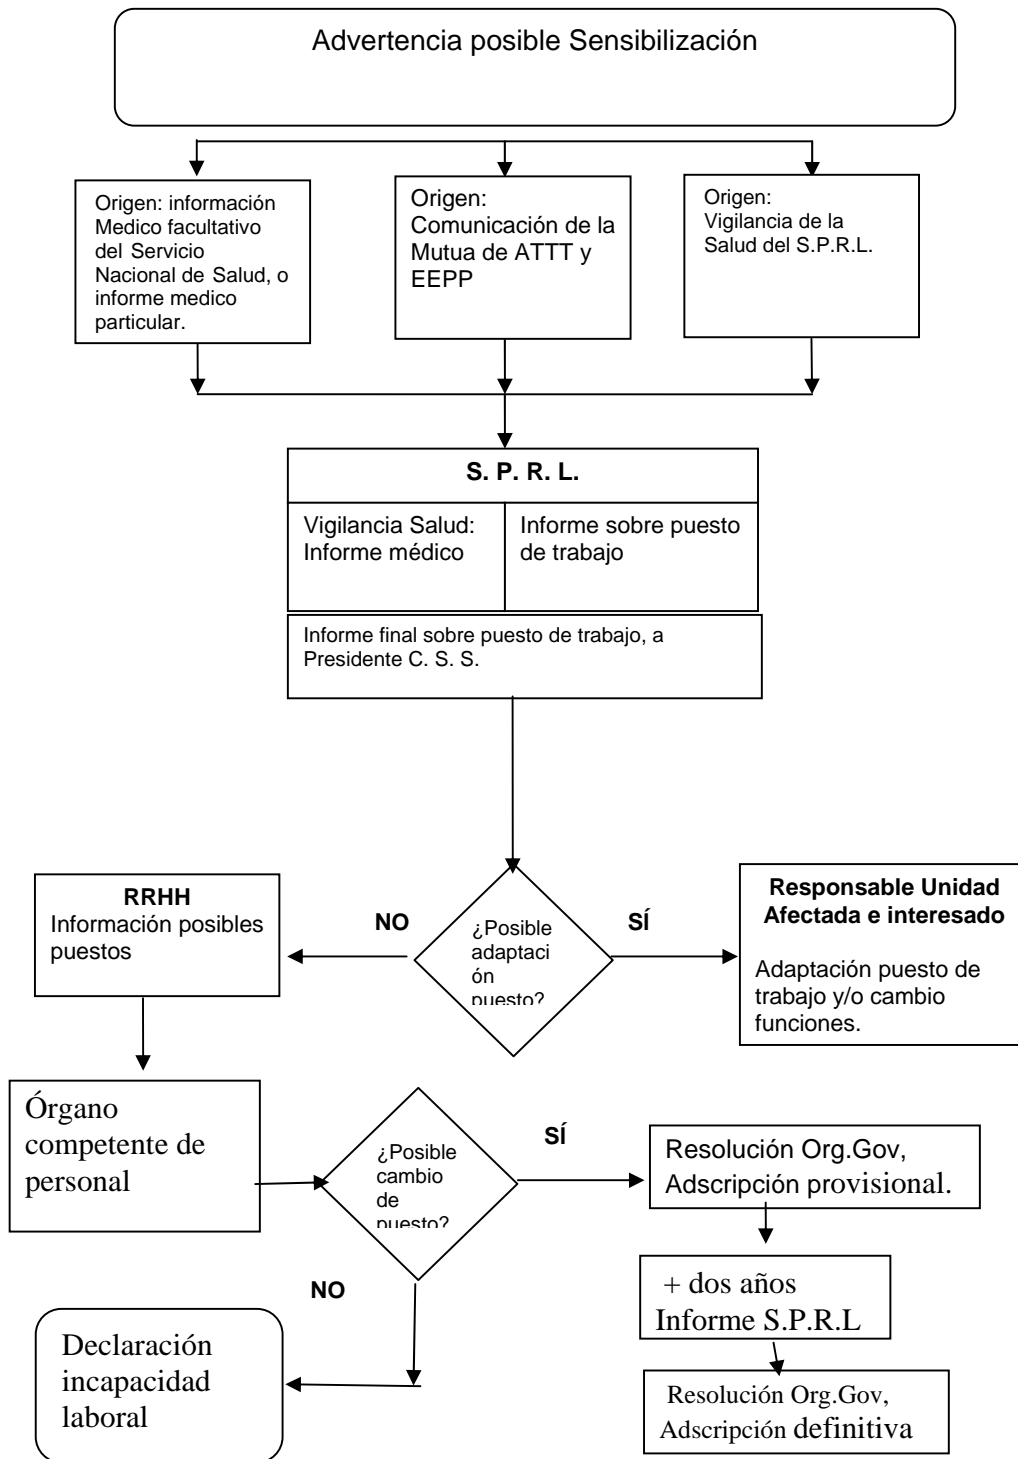 Advertencia posible Sensibilización
Origen: información
Medico facultativo
del Servicio
Nacional de Salud, o
informe medico
particular.
Origen:
Comunicación de la
Mutua de ATTT y
EEPP
Origen:
Vigilancia de la
Salud del S.P.R.L.
S. P. R. L.
Vigilancia Salud:
Informe médico
Informe sobre puesto
de trabajo
Informe final sobre puesto de trabajo, a
Presidente C. S. S.
RRHH
Información posibles
puestos
NO
¿Posible
adaptaci
ón
puesto?
SÍ
Responsable Unidad
Afectada e interesado
Adaptación puesto de
trabajo y/o cambio
funciones.
Órgano
competente de
personal
¿Posible
cambio
de
puesto?
SÍ
Resolución Org.Gov,
Adscripción provisional.
NO
+ dos años
Informe S.P.R.L
Declaración
incapacidad
laboral
Resolución Org.Gov,
Adscripción definitiva